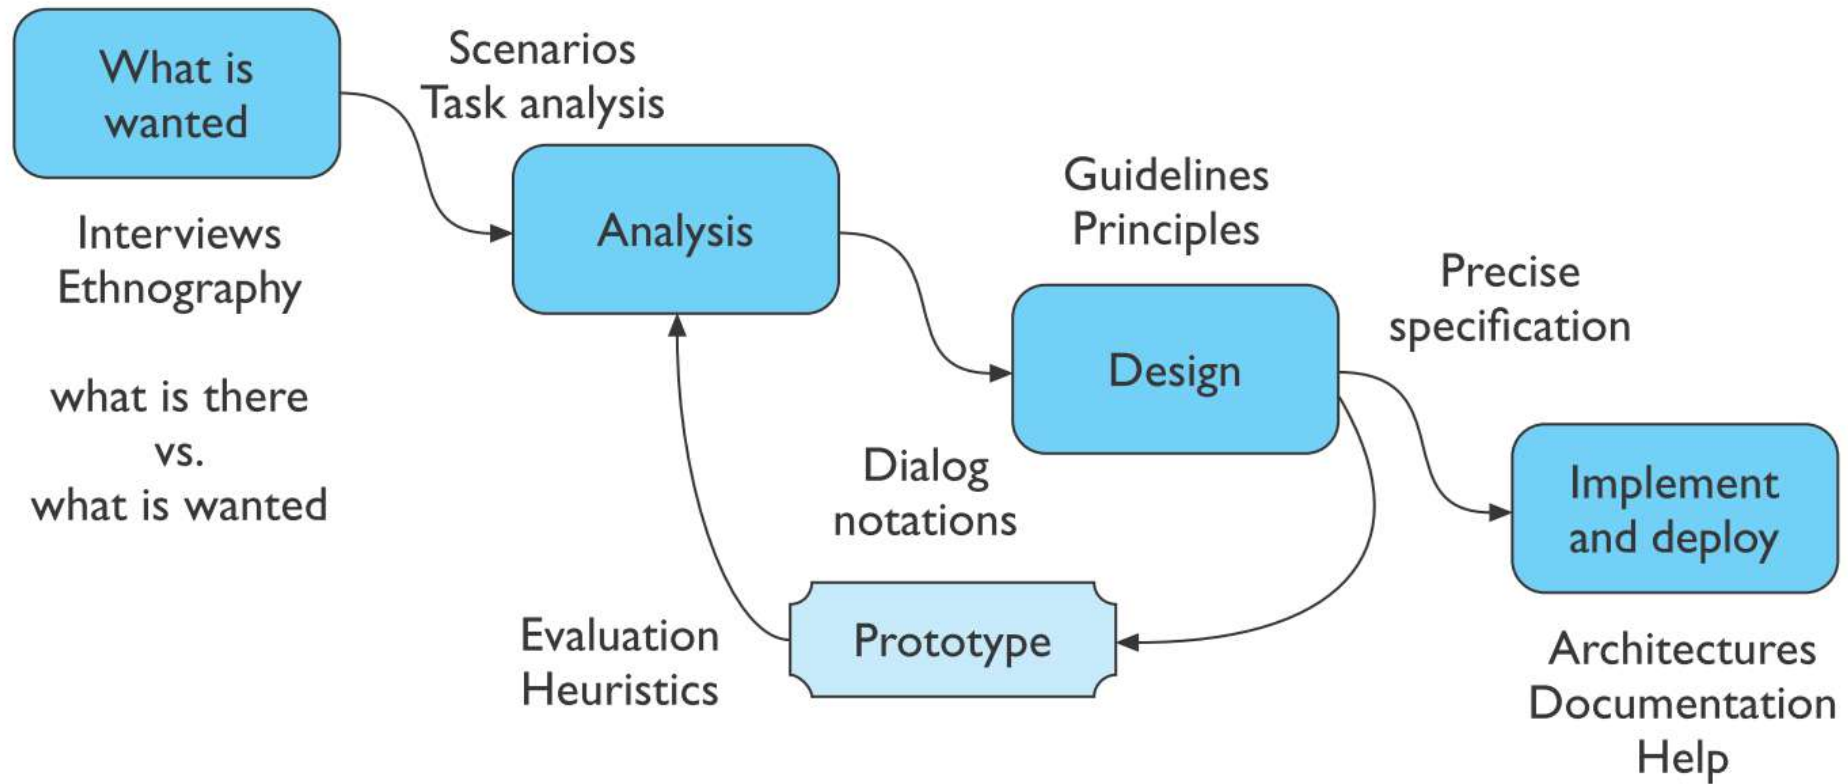 What is
wanted
Scenarios
Task analysis
Interviews
Ethnography
what is there
vs.
what is wanted
Analysis
Guidelines
Principles
Design
Precise
specification
Dialog
notations
Implement
and deploy
Evaluation
Heuristics
Prototype
Architectures
Documentation
Help